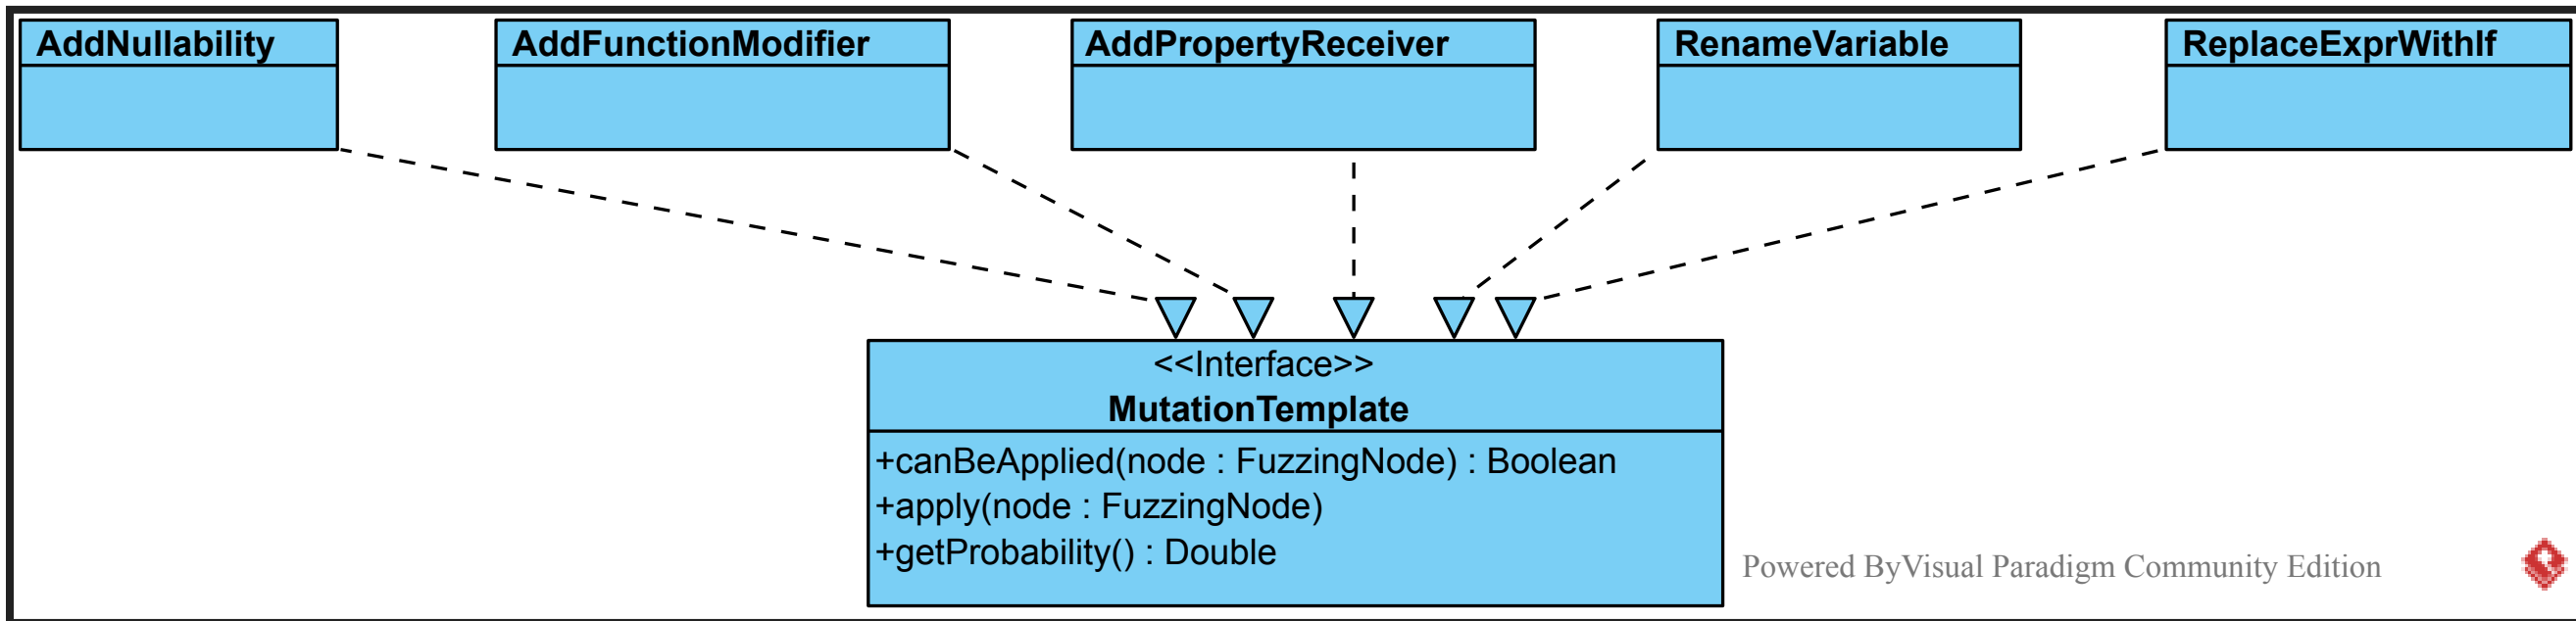 AddNullability
AddFunctionModifier
AddPropertyReceiver
RenameVariable
ReplaceExprWithIf
<<Interface>>
MutationTemplate
+canBeApplied(node : FuzzingNode) : Boolean
+apply(node : FuzzingNode)
+getProbability() : Double
Powered ByVisual Paradigm Community Edition